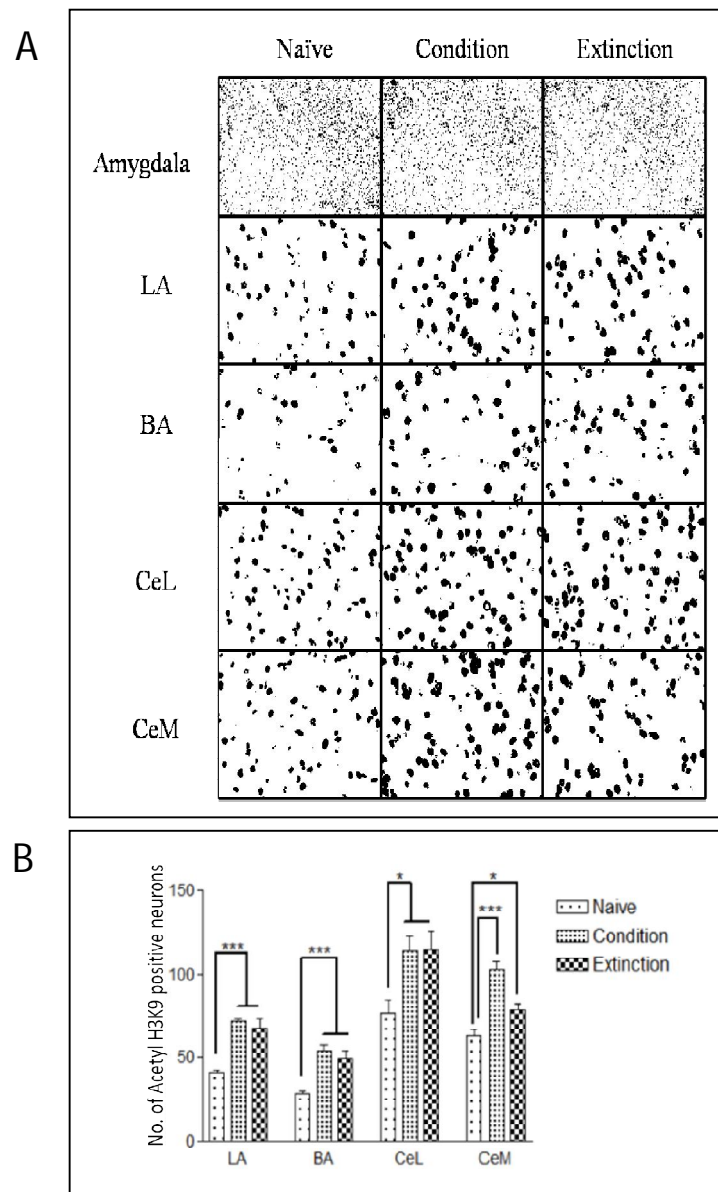 A
Naïve Condition Extinction
Amygdala
LA
BA
CeL
CeM
B
No. of Acetyl H3K9 positive neurons
150
100
50
0
***
***
*
*
***
Naive
Condition
Extinction
LA BA CeL CeM